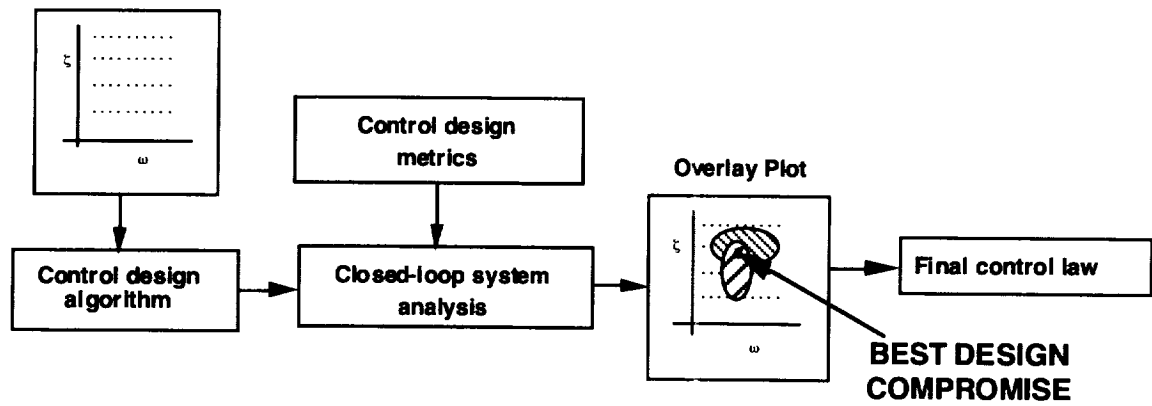 ζ
ω
Control design
metrics
Overlay Plot
Control design
algorithm
Closed-loop system
analysis
ζ
ω
Final control law
BEST DESIGN
COMPROMISE